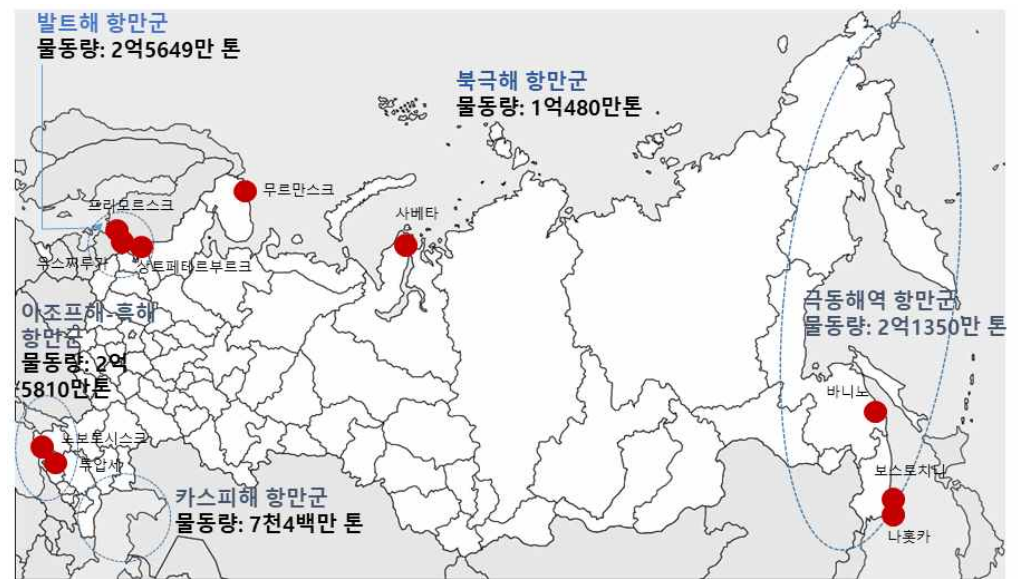 발트해 항만군
물동량: 2억5649만 톤
북극해 항만군
물동량: 1억480만톤
무르만스크
프리모르스크
사베타
우스찌루가
상트페테르부르크
아조프해-흑해
항만군
물동량: 2억
5810만톤
극동해역 항만군
물동량: 2억1350만 톤
바니노
노보로시스크
투압세
보스토치니
카스피해 항만군
물동량: 7천4백만 톤
나홋카